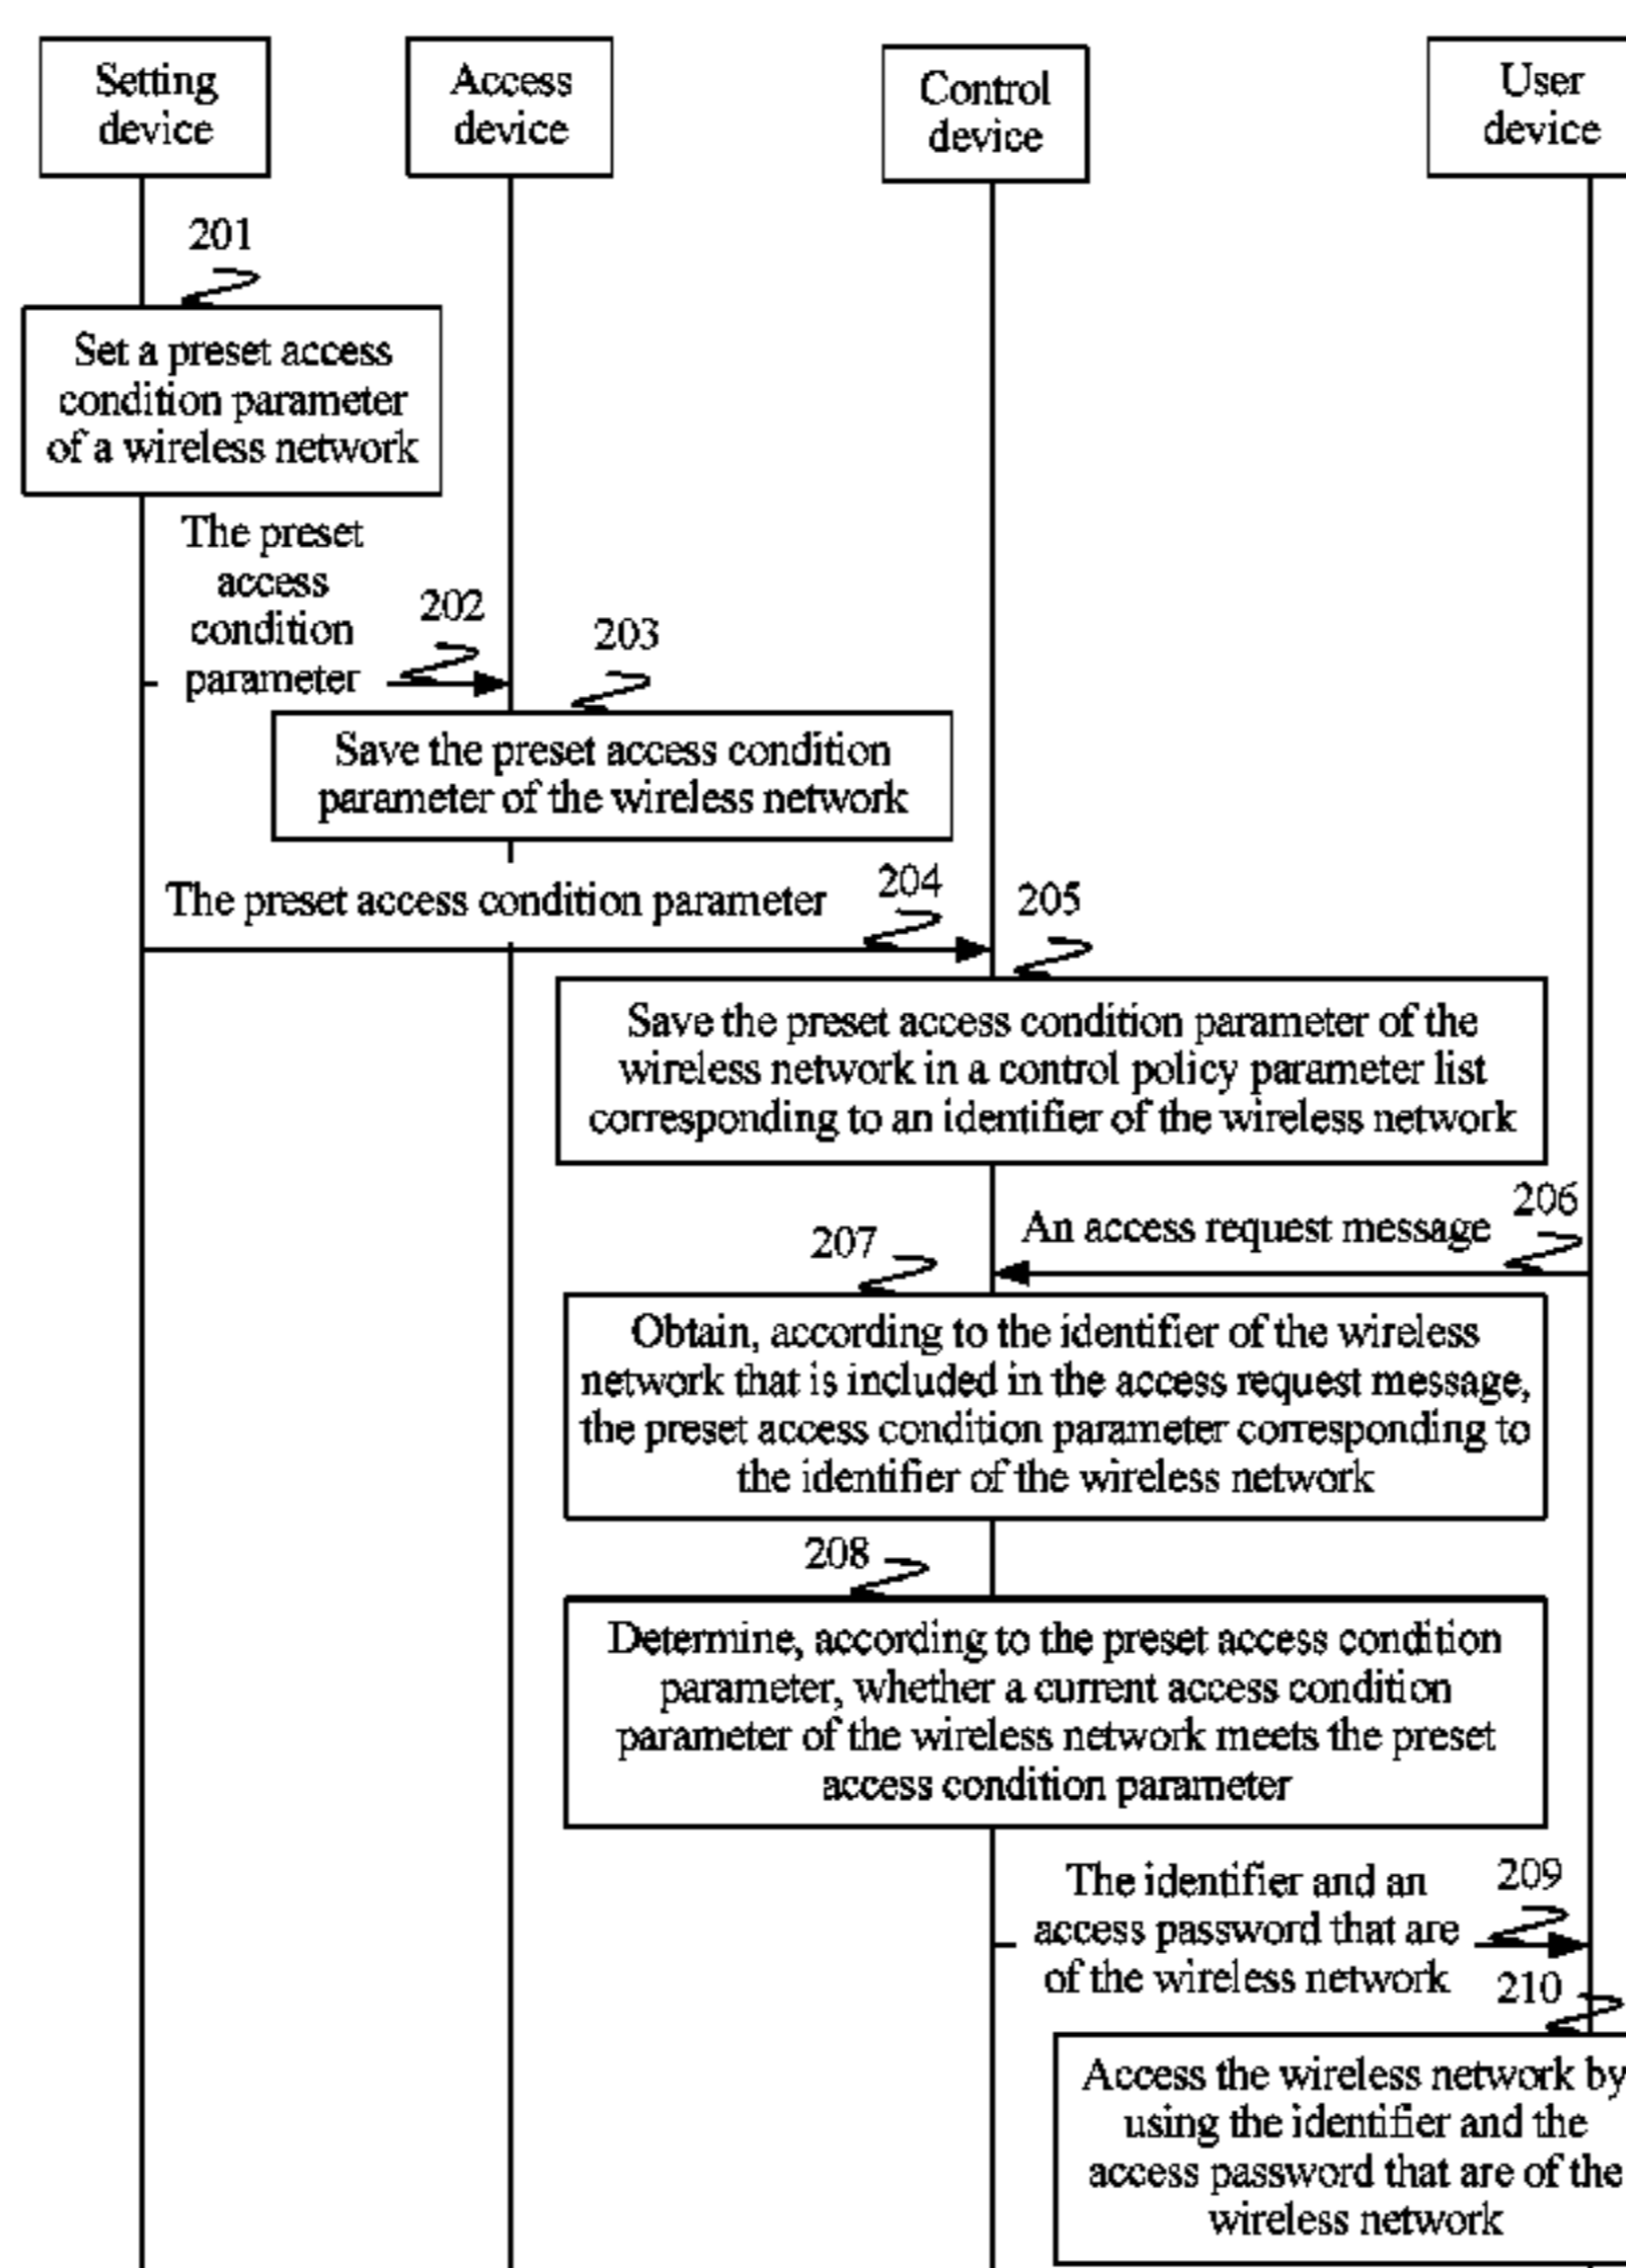 Setting
device
Access
device
Control
device
User
device
201
Set a preset access
condition parameter
of a wireless network
The preset
access
condition
parameter
202
203
Save the preset access condition
parameter of the wireless network
The preset access condition parameter
204
205
Save the preset access condition parameter of the
wireless network in a control policy parameter list
corresponding to an identifier of the wireless network
An access request message
206
207
Obtain, according to the identifier of the wireless
network that is included in the access request message,
the preset access condition parameter corresponding to
the identifier of the wireless network
208
Determine, according to the preset access condition
parameter, whether a current access condition
parameter of the wireless network meets the preset
access condition parameter
The identifier and an
access password that are
of the wireless network
209
210
Access the wireless network by
using the identifier and the
access password that are of the
wireless network